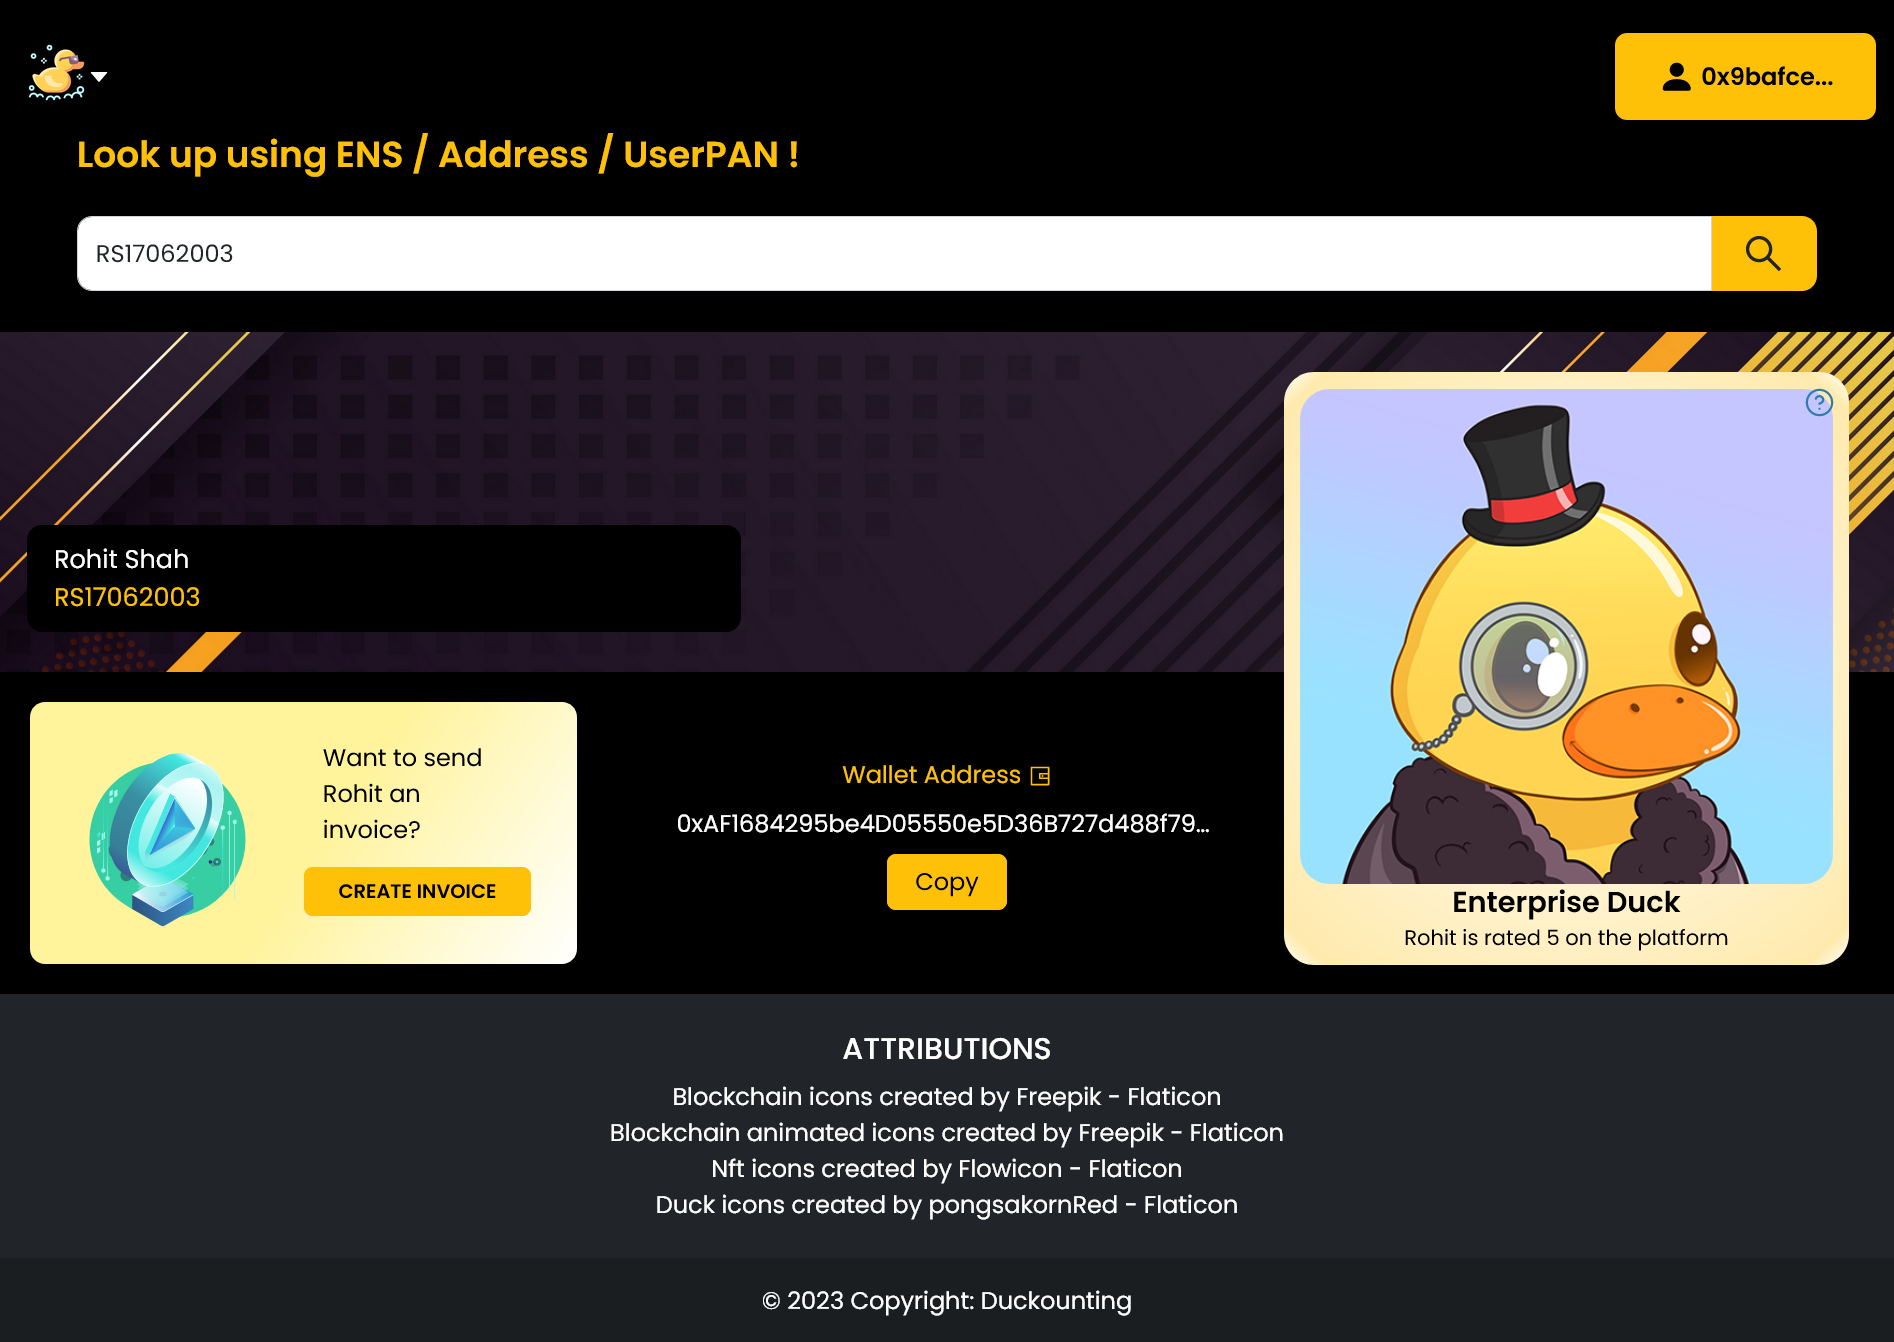 0x9bafce...
Look up using ENS / Address / UserPAN !
RS17062003
Rohit Shah
RS17062003
Want to send
Rohit an
invoice?
CREATE INVOICE
Wallet Address
0xAF1684295be4D05550e5D36B727d488f79...
Copy
?
Enterprise Duck
Rohit is rated 5 on the platform
ATTRIBUTIONS
Blockchain icons created by Freepik - Flaticon
Blockchain animated icons created by Freepik - Flaticon
Nft icons created by Flowicon - Flaticon
Duck icons created by pongsakornRed - Flaticon
© 2023 Copyright: Duckounting